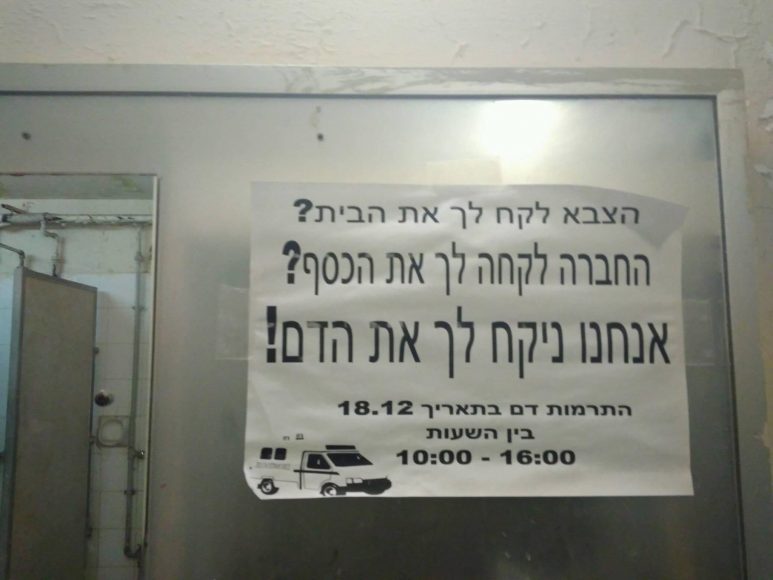 הצבא לקח לך את הבית?
החברה לקחה לך את הכסף?
אנחנו ניקח לך את הדם!
התרמות דם בתאריך 18.12
בין השעות
10:00 - 16:00